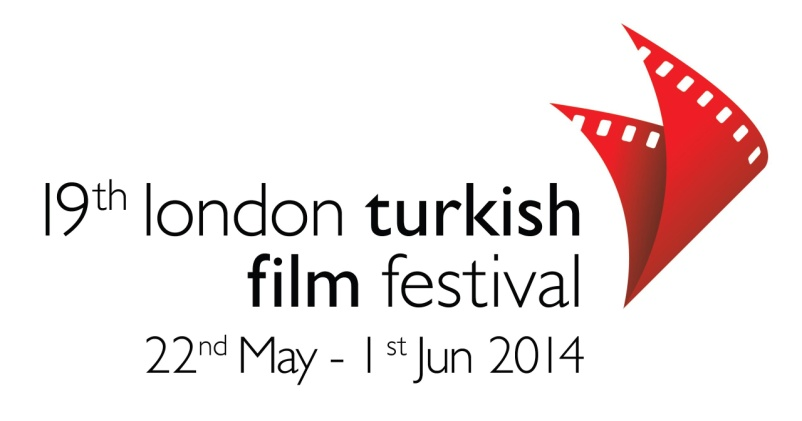 19th london turkish
film festival
22nd May - 1st Jun 2014